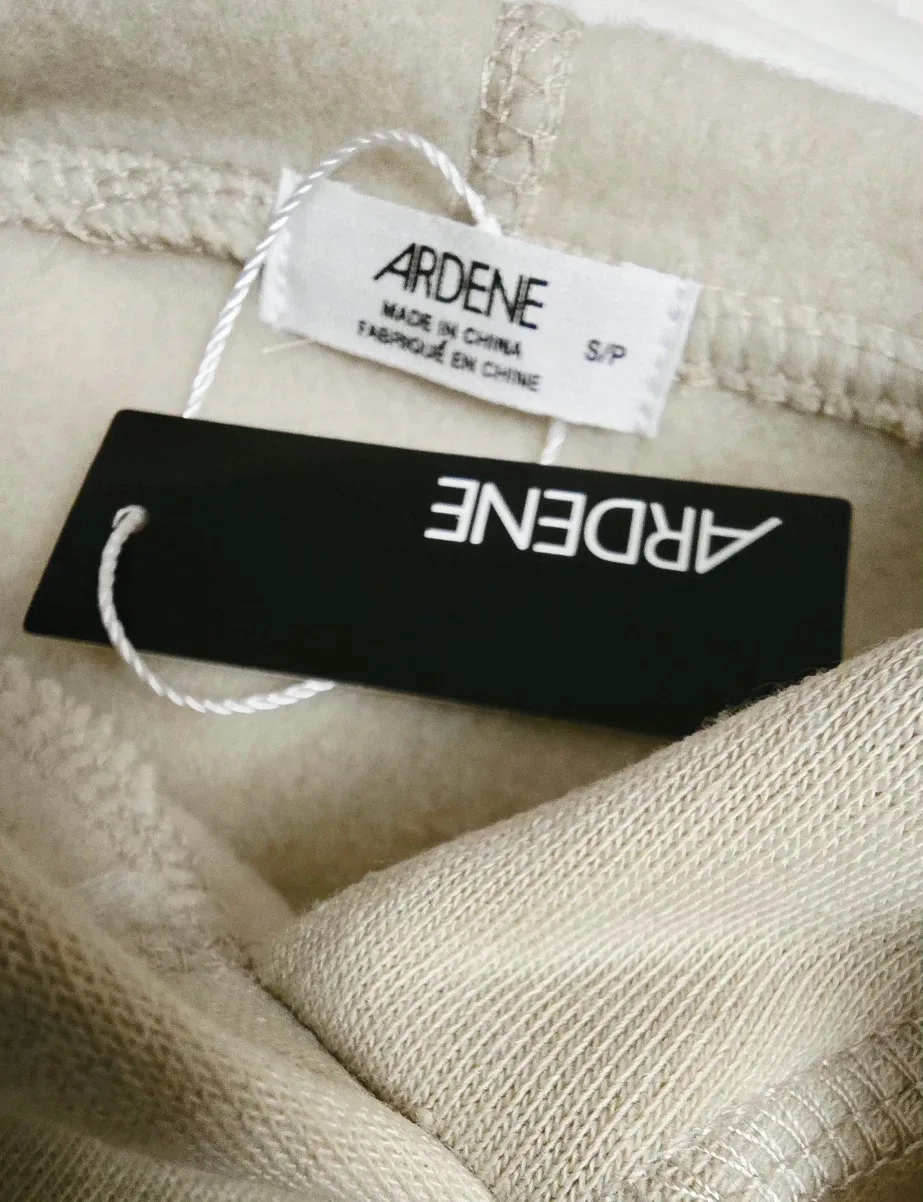 ARDENE
MADE IN CHINA
FABRIQUÉ EN CHINE
S/P
ARDENE